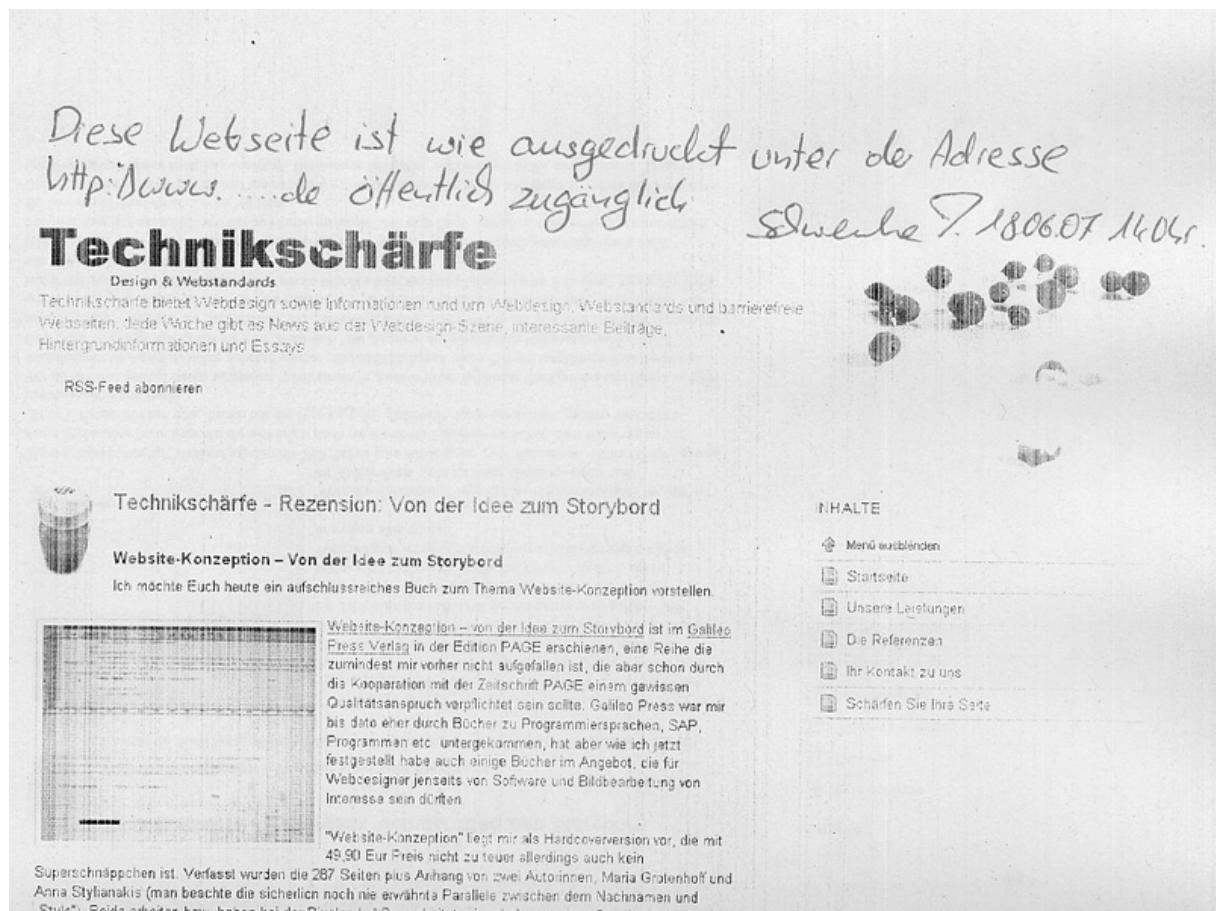 Diese Webseite ist wie ausgedruckt unter der Adresse
http:\\www. ....de öffentlich zugänglich
Schwenke T. 18.06.07 14:04r.
Technikschärfe
Design & Webstandards
Technikschärfe bietet Webdesign sowie Informationen rund um Webdesign, Webstandards und barrierefreie
Webseiten. Jede Woche gibt es News aus der Webdesign-Szene, interessante Beiträge,
Hintergrundinformationen und Essays
RSS-Feed abonnieren
Technikschärfe - Rezension: Von der Idee zum Storybord
Website-Konzeption – Von der Idee zum Storybord
Ich möchte Euch heute ein aufschlussreiches Buch zum Thema Website-Konzeption vorstellen.
Website-Konzeption – von der Idee zum Storybord ist im Galileo
Press Verlag in der Edition PAGE erschienen, eine Reihe die
zumindest mir vorher nicht aufgefallen ist, die aber schon durch
die Kooperation mit der Zeitschrift PAGE einem gewissen
Qualitätsanspruch verpflichtet sein sollte. Galileo Press war mir
bis dato eher durch Bücher zu Programmiersprachen, SAP,
Programmen etc. untergekommen, hat aber wie ich jetzt
festgestellt habe auch einige Bücher im Angebot, die für
Webdesigner jenseits von Software und Bildbearbeitung von
Interesse sein dürften.
"Website-Konzeption" liegt mir als Hardcoverversion vor, die mit
49,90 Eur Preis nicht zu teuer allerdings auch kein
Superschnäppchen ist. Verfasst wurden die 287 Seiten plus Anhang von zwei Autorinnen, Maria Grotenhoff und
Anna Stylianakis (man beachte die sicherlich noch nie erwähnte Parallele zwischen dem Nachnamen und
INHALTE
Menü ausblenden
Startseite
Unsere Leistungen
Die Referenzen
Ihr Kontakt zu uns
Schärfen Sie Ihre Seite